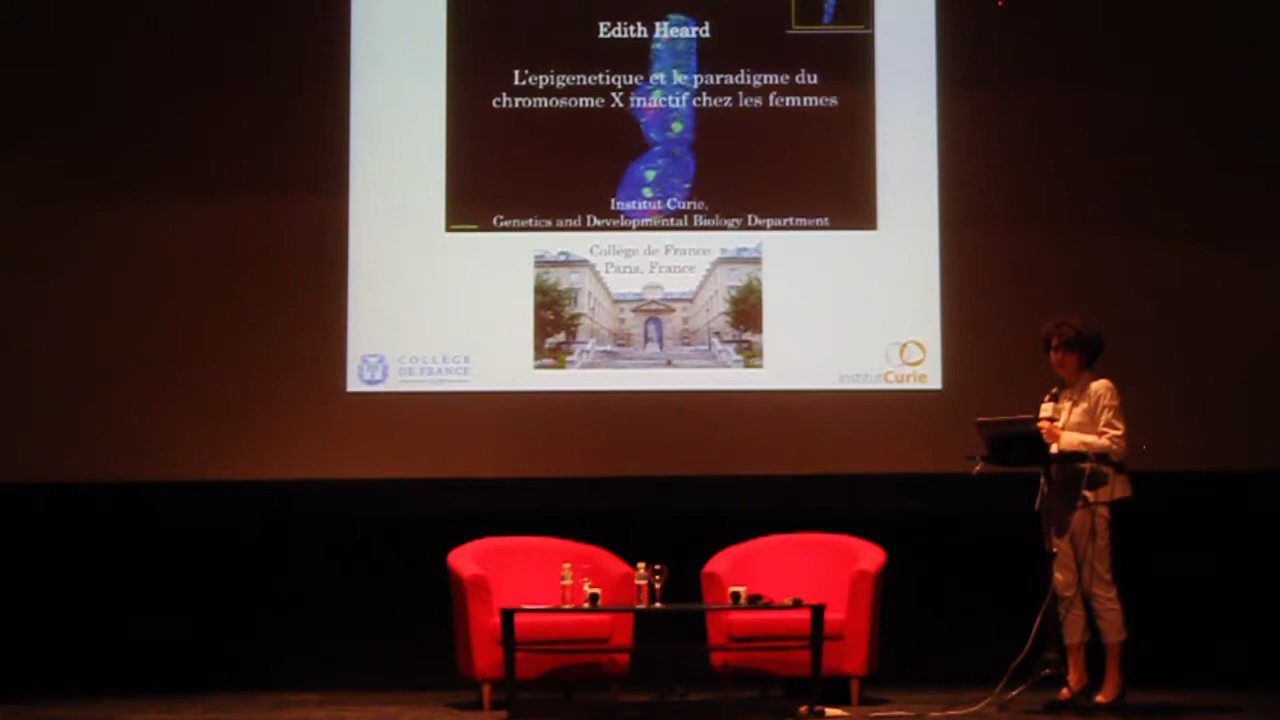 Edith Heard
L'epigenetique et le paradigme du
chromosome X inactif chez les femmes
Institut Curie,
Genetics and Developmental Biology Department
Collège de France
Paris, France
COLLÈGE
DE FRANCE
institutCurie